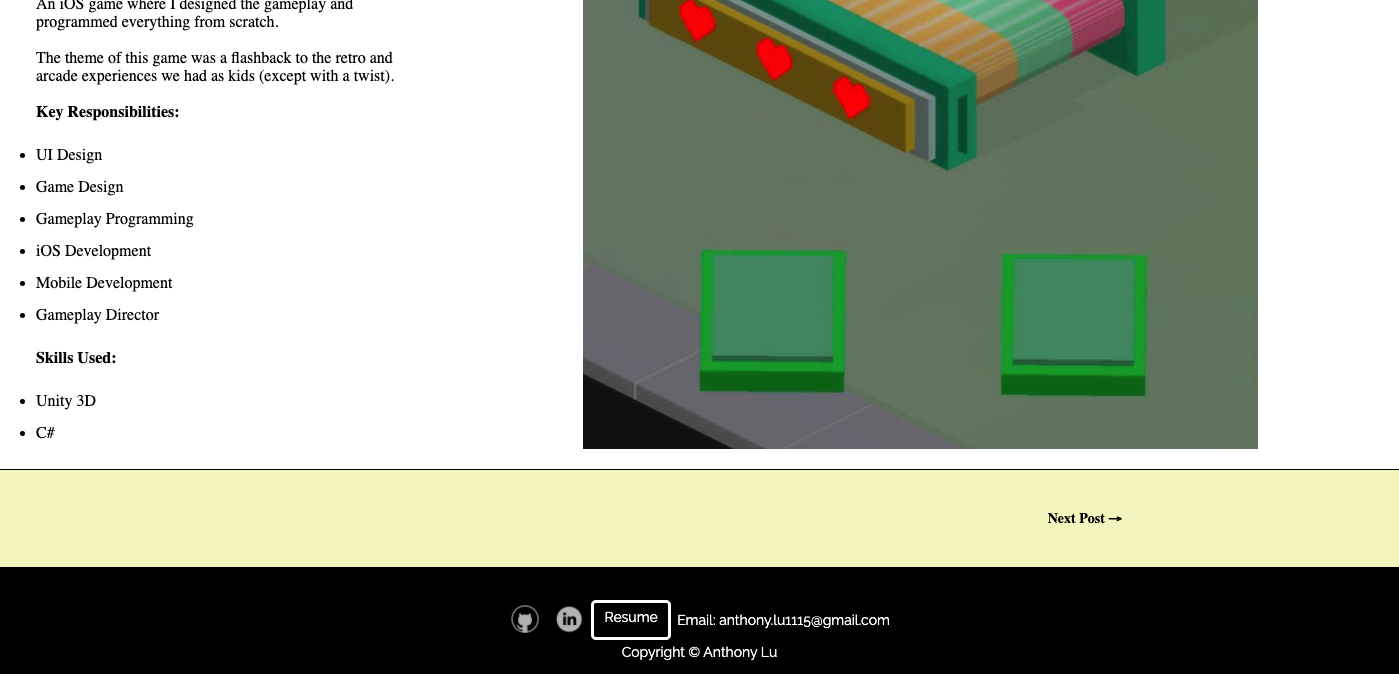 An iOS game where I designed the gameplay and
programmed everything from scratch.
The theme of this game was a flashback to the retro and
arcade experiences we had as kids (except with a twist).
Key Responsibilities:
UI Design
Game Design
Gameplay Programming
iOS Development
Mobile Development
Gameplay Director
Skills Used:
Unity 3D
C#
Next Post →
in
Resume
Email: anthony.lu1115@gmail.com
Copyright © Anthony Lu